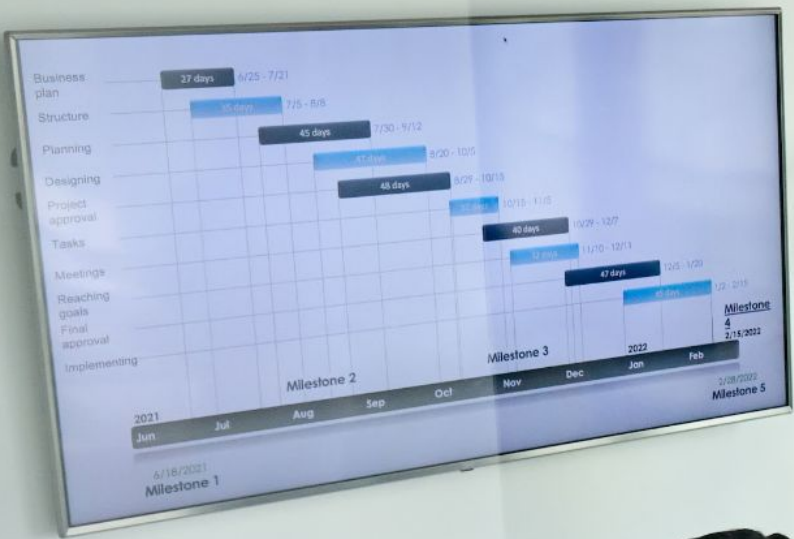 Business
plan
27 days 6/25 - 7/21
Structure
35 days 7/5 - 8/8
Planning
45 days 7/30 - 9/12
Designing
47 days 8/20 - 10/5
Project
approval
48 days 8/29 - 10/15
Tasks
10/15 - 11/5
Meetings
40 days 10/29 - 12/7
Reaching
goals
32 days 11/10 - 12/11
Final
approval
47 days 12/5 - 1/20
Implementing
45 days 1/2 - 2/15
Milestone
4
2/15/2022
Milestone 2
Milestone 3
2021
2022
Jun Jul Aug Sep Oct Nov Dec Jan Feb
6/18/2021
Milestone 1
2/28/2022
Milestone 5